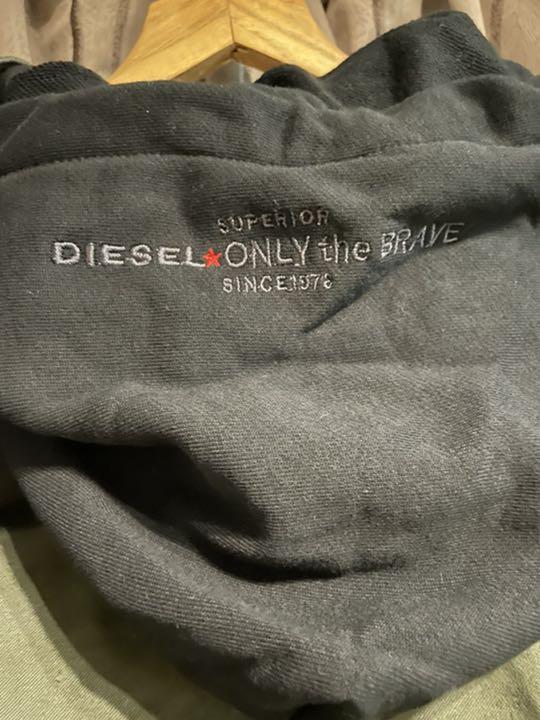 SUPERIOR
DIESEL★ONLY the BRAVE
SINCE1978